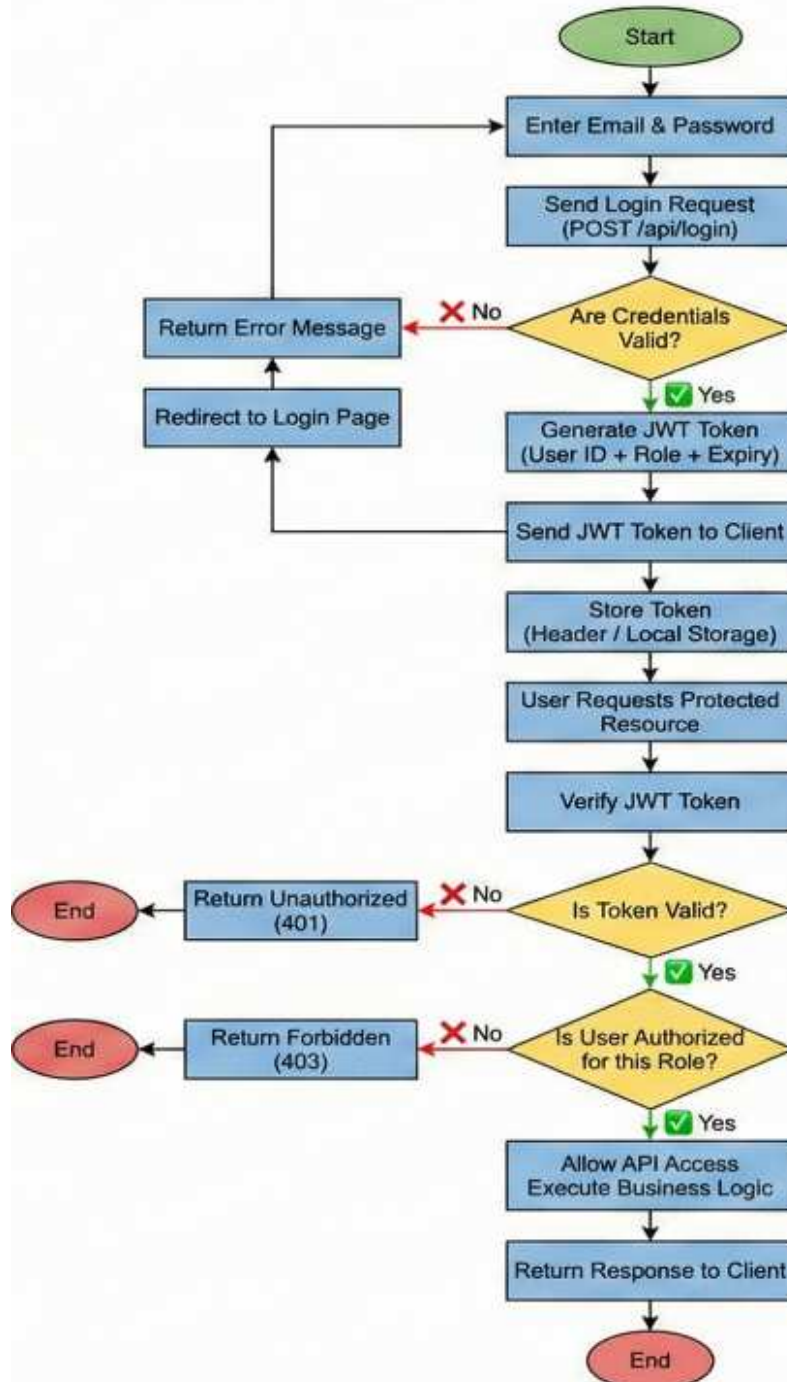 Start
Enter Email & Password
Send Login Request
(POST /api/login)
Are Credentials
Valid?
No
Return Error Message
Redirect to Login Page
Yes
Generate JWT Token
(User ID + Role + Expiry)
Send JWT Token to Client
Store Token
(Header / Local Storage)
User Requests Protected
Resource
Verify JWT Token
Is Token Valid?
No
Return Unauthorized
(401)
End
Yes
Is User Authorized
for this Role?
No
Return Forbidden
(403)
End
Yes
Allow API Access
Execute Business Logic
Return Response to Client
End